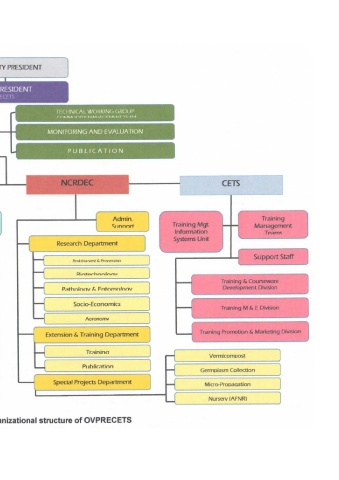 TY PRESIDENT
RESIDENT
CETS
TECHNICAL WORKING GROUP
MONITORING AND EVALUATION
PUBLICATION
NCRDEC
CETS
Admin.
Support
Training Mgt.
Information
Systems Unit
Training
Management
Teams
Research Department
Support Staff
Biotechnology
Pathology & Entomology
Socio-Economics
Agronomy
Training & Courseware
Development Division
Training M & E Division
Training Promotion & Marketing Division
Extension & Training Department
Training
Publication
Special Projects Department
Vermicompost
Germplasm Collection
Micro-Propagation
Nursery (AFNR)
nizational structure of OVPRECETS